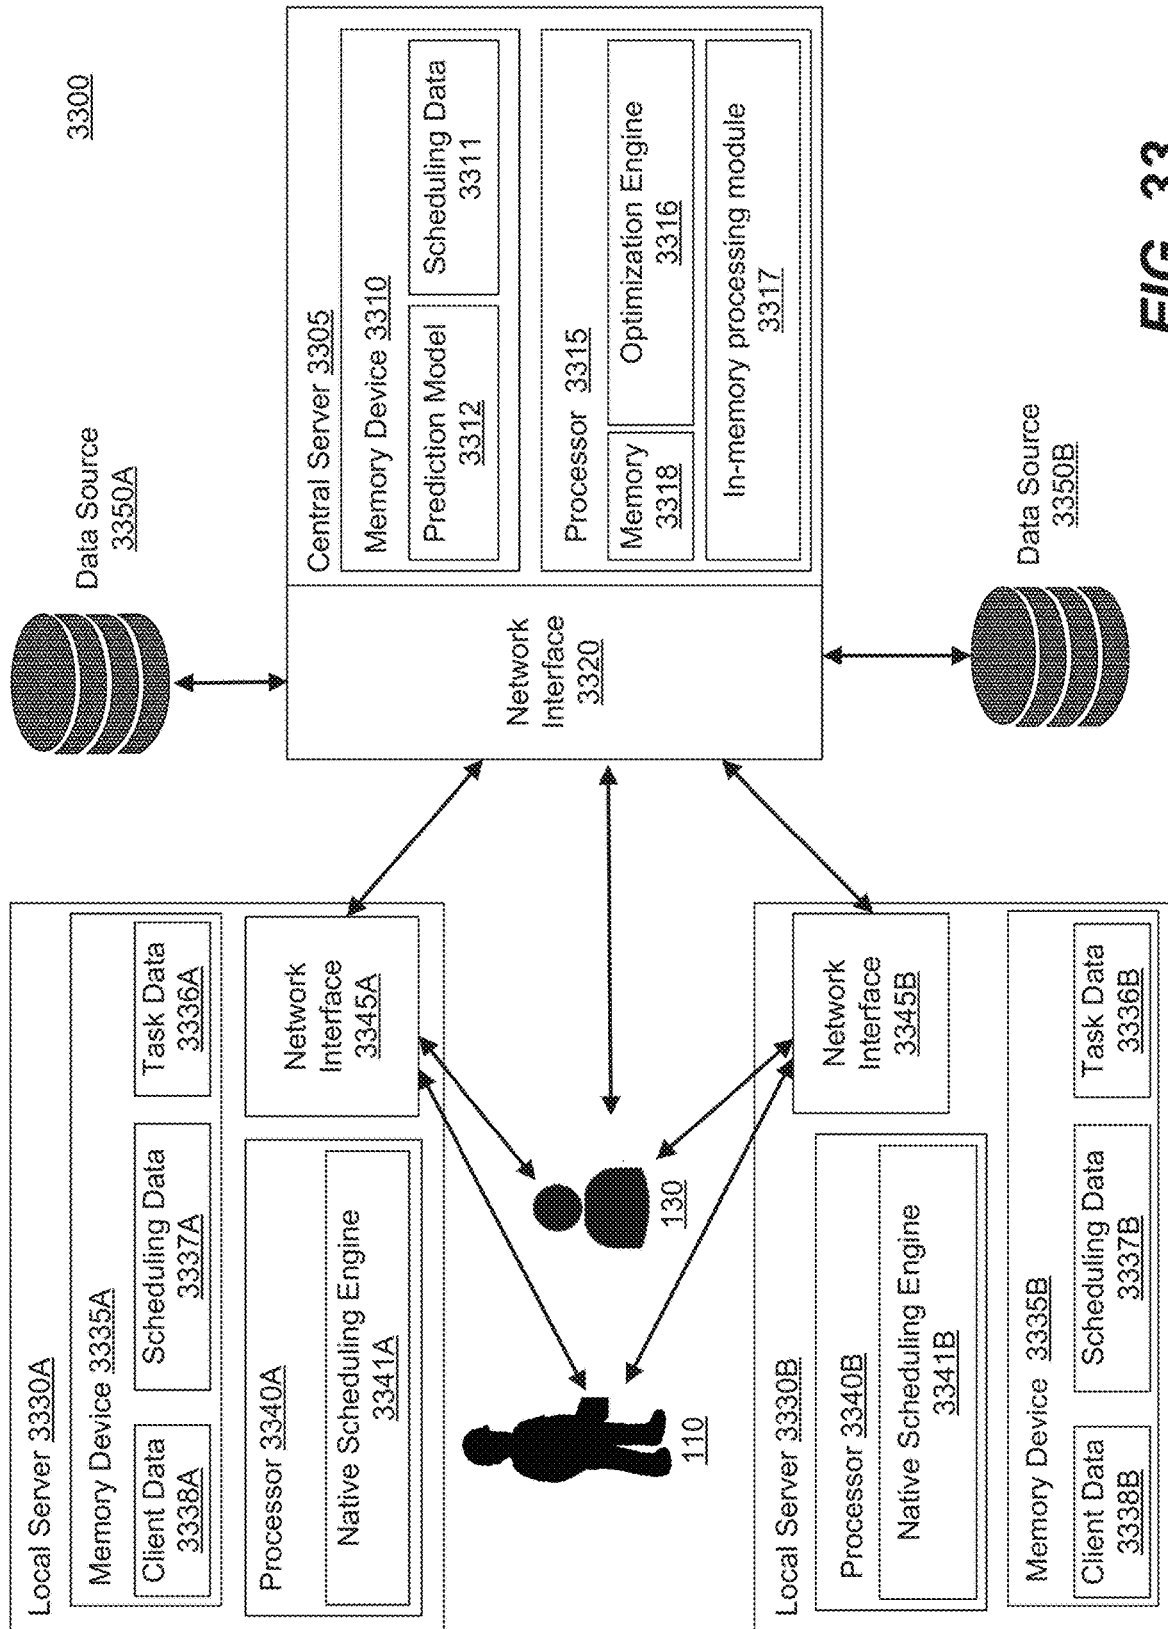 3300
Local Server 3330A
Memory Device 3335A
Client Data
3338A
Scheduling Data
3337A
Task Data
3336A
Processor 3340A
Native Scheduling Engine
3341A
Network
Interface
3345A
110
130
Local Server 3330B
Processor 3340B
Native Scheduling Engine
3341B
Network
Interface
3345B
Memory Device 3335B
Client Data
3338B
Scheduling Data
3337B
Task Data
3336B
Data Source
3350A
Network
Interface
3320
Central Server 3305
Memory Device 3310
Prediction Model
3312
Scheduling Data
3311
Processor 3315
Memory
3318
Optimization Engine
3316
In-memory processing module
3317
Data Source
3350B
FIG. 33